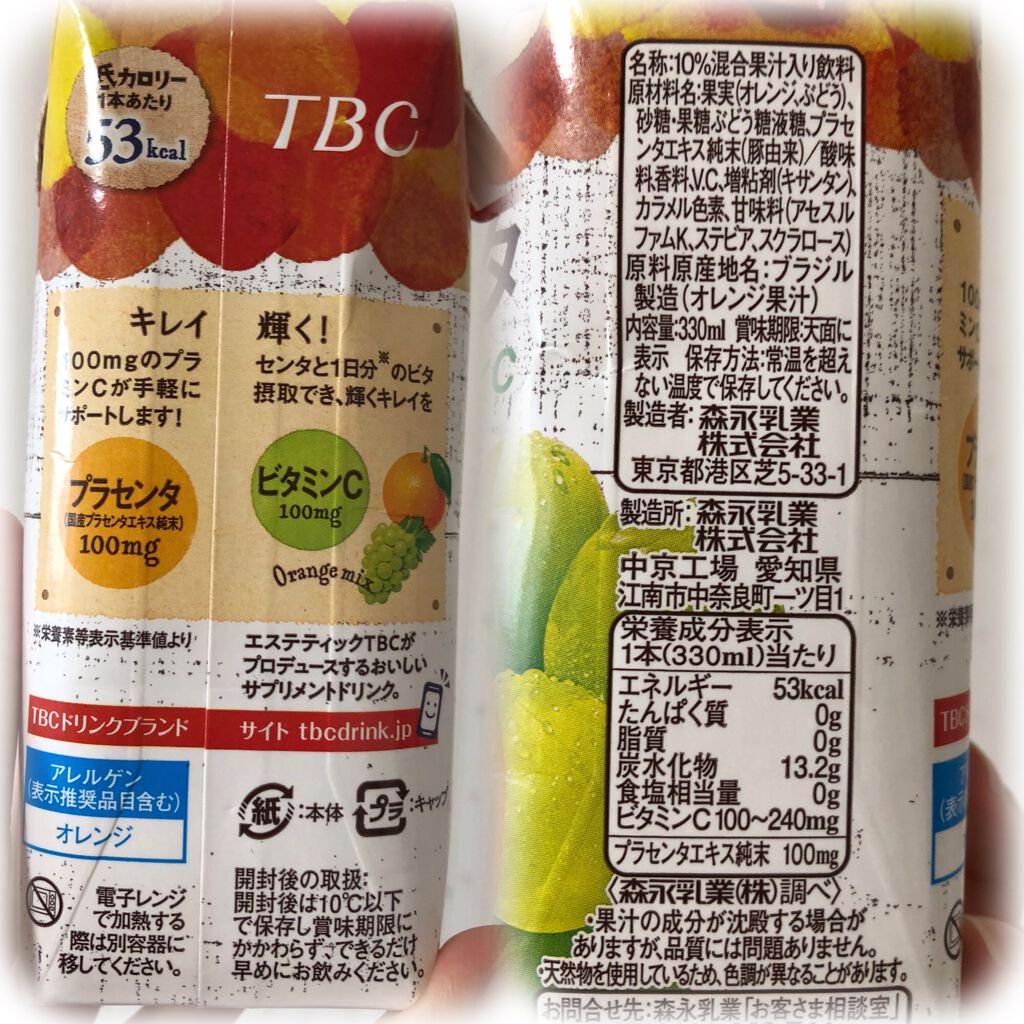 低カロリー
1本あたり
53kcal
TBC
キレイ 輝く!
100mgのプラ センタと1日分※のビタ
ミンCが手軽に 摂取でき、輝くキレイを
サポートします!
プラセンタ
(国産プラセンタエキス純末)
100mg
ビタミンC
100mg
Orange mix
※栄養素等表示基準値より
エステティックTBCが
プロデュースするおいしい
サプリメントドリンク。
TBCドリンクブランド サイト tbcdrink.jp
アレルゲン
(表示推奨品目含む)
オレンジ
紙:本体 プラ:キャップ
電子レンジ
で加熱する
際は別容器に
移してください。
開封後の取扱:
開封後は10℃以下
で保存し賞味期限に
かかわらず、できるだけ
早めにお飲みください。
名称:10%混合果汁入り飲料
原材料名:果実(オレンジ、ぶどう)、
砂糖・果糖ぶどう糖液糖、プラセ
ンタエキス純末(豚由来)/酸味
料、香料、V.C、増粘剤(キサンタン)、
カラメル色素、甘味料(アセスル
ファムK、ステビア、スクラロース)
原料原産地名:ブラジル
製造(オレンジ果汁)
内容量:330ml 賞味期限:天面に
表示 保存方法:常温を超え
ない温度で保存してください。
製造者:森永乳業
株式会社
東京都港区芝5-33-1
製造所:森永乳業
株式会社
中京工場 愛知県
江南市中奈良町一ツ目1
栄養成分表示
1本(330ml)当たり
エネルギー 53kcal
たんぱく質 0g
脂質 0g
炭水化物 13.2g
食塩相当量 0g
ビタミンC 100〜240mg
プラセンタエキス純末 100mg
〈森永乳業(株)調べ〉
・果汁の成分が沈殿する場合が
ありますが、品質には問題ありません。
・天然物を使用しているため、色調が異なることがあります。
お問合せ先:森永乳業「お客さま相談室」